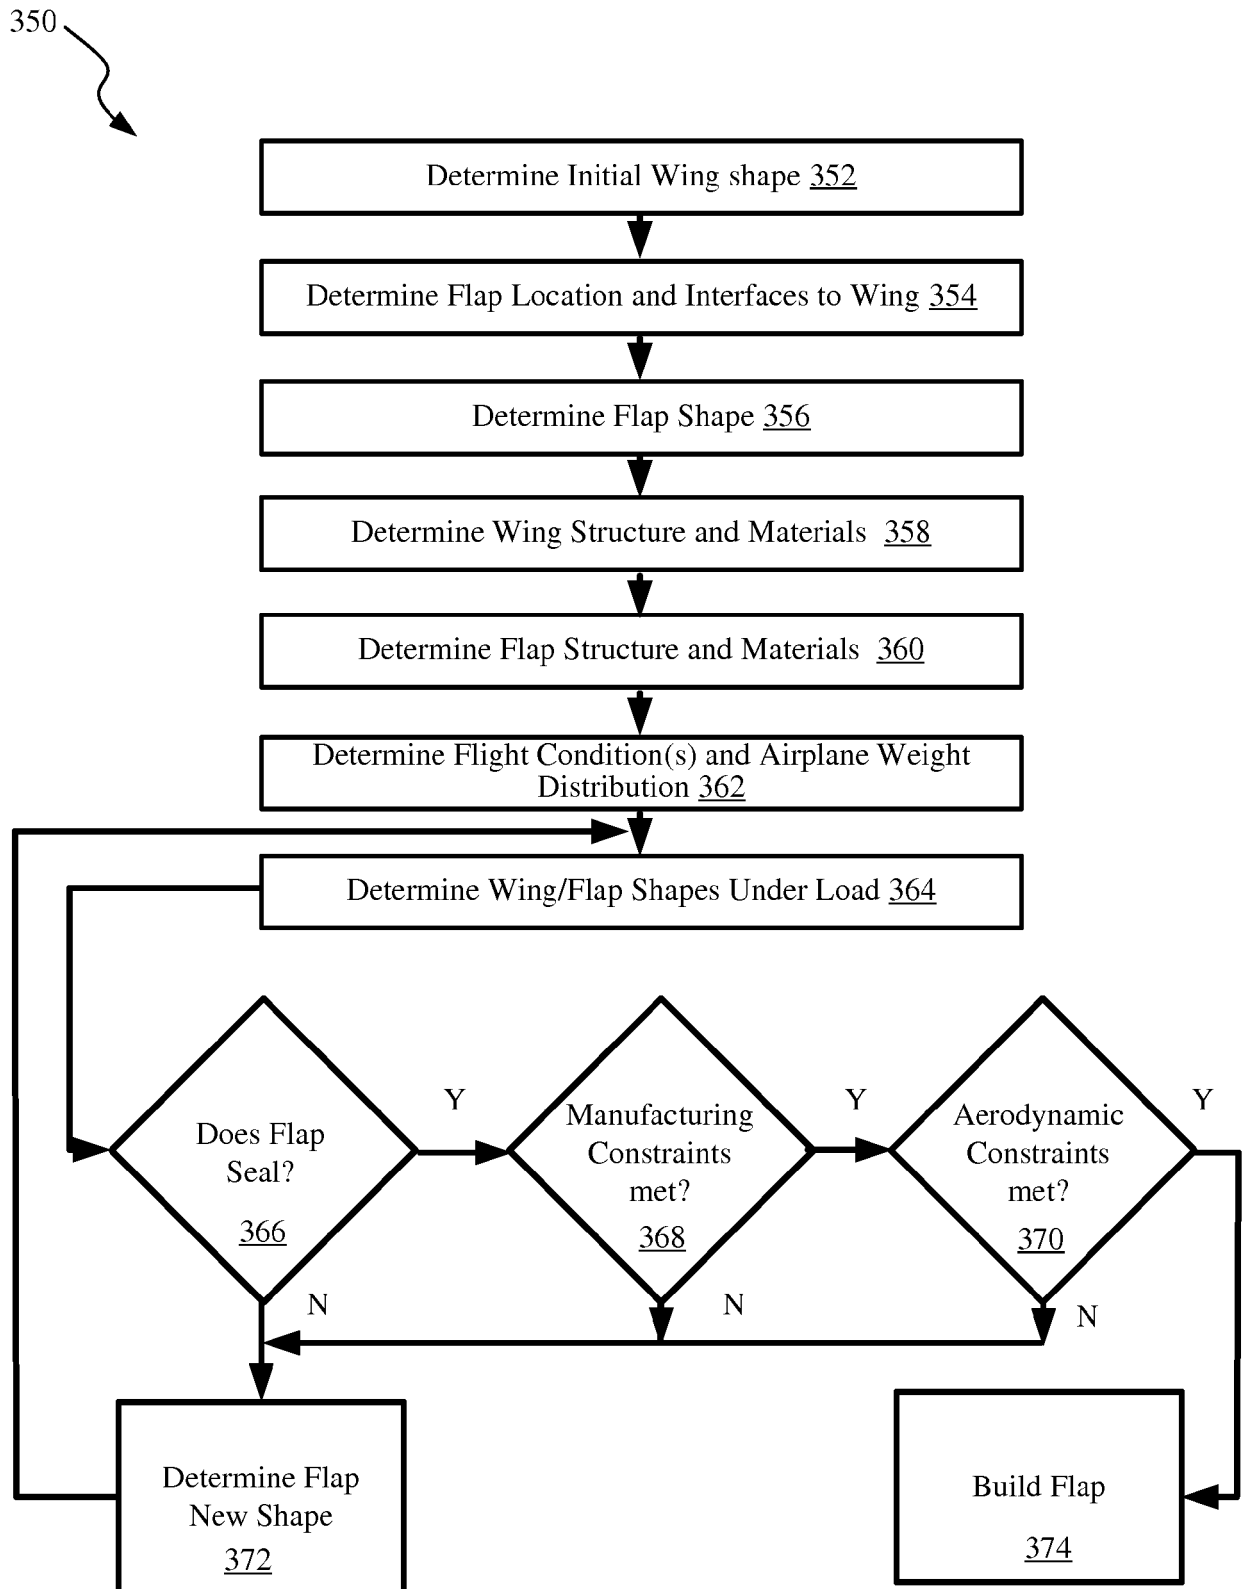 350
Determine Initial Wing shape 352
Determine Flap Location and Interfaces to Wing 354
Determine Flap Shape 356
Determine Wing Structure and Materials 358
Determine Flap Structure and Materials 360
Determine Flight Condition(s) and Airplane Weight
Distribution 362
Determine Wing/Flap Shapes Under Load 364
Does Flap
Seal?
366
Y
Manufacturing
Constraints
met?
368
Y
Aerodynamic
Constraints
met?
370
Y
N
N
N
Determine Flap
New Shape
372
Build Flap
374